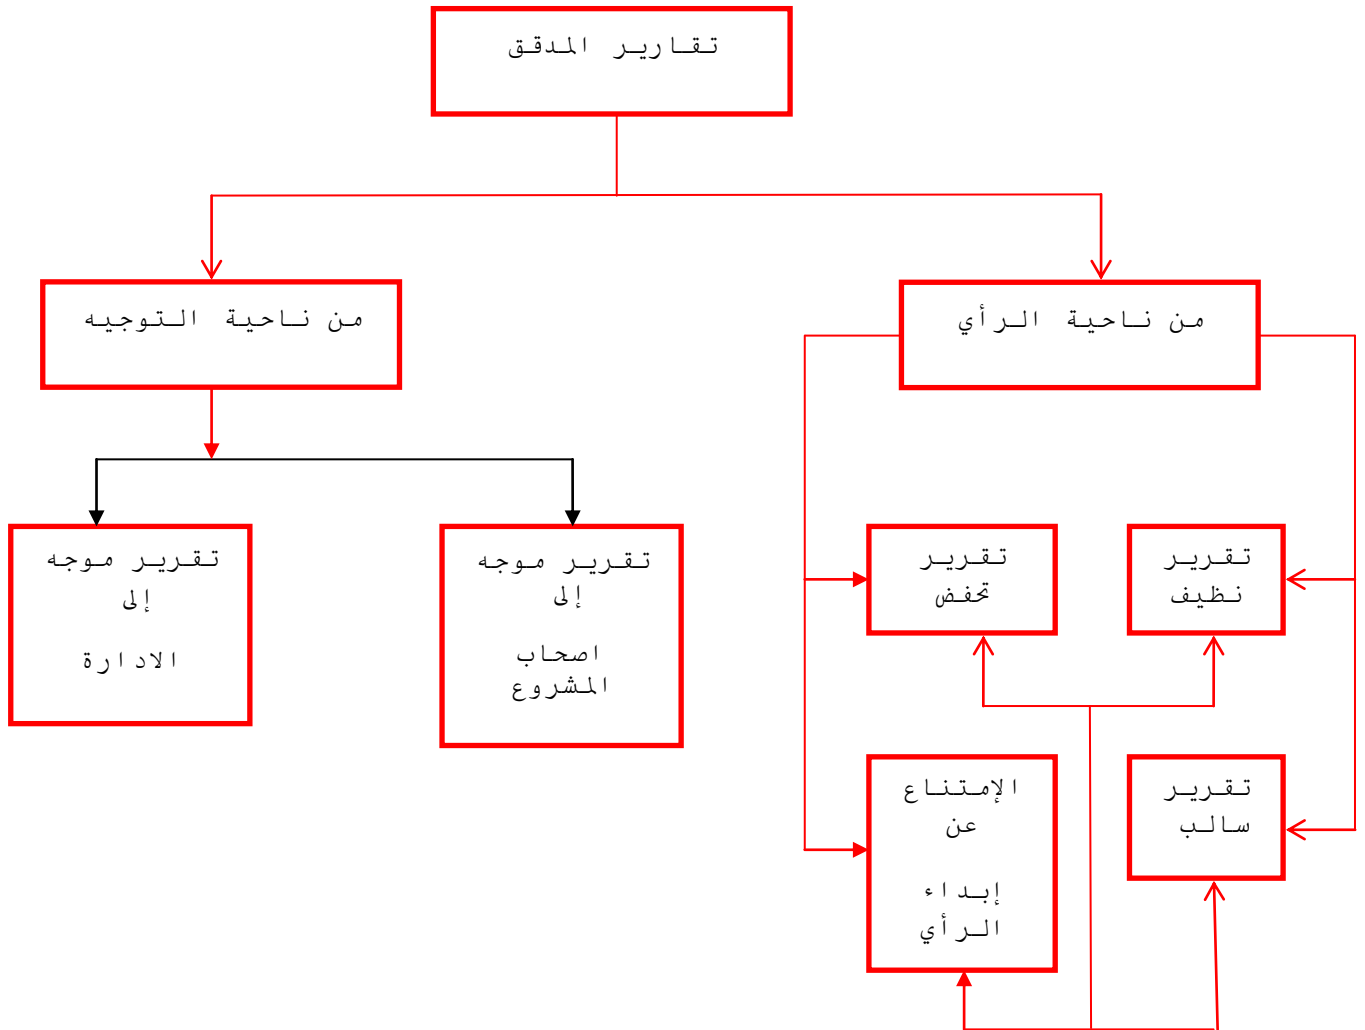 تقارير المدقق
من ناحية الرأي
من ناحية التوجيه
تقرير
نظيف
تقرير
تحفض
تقرير موجه
إلى
اصحاب
المشروع
تقرير موجه
إلى
الادارة
تقرير
سالب
الإمتناع
عن
إبداء
الرأي